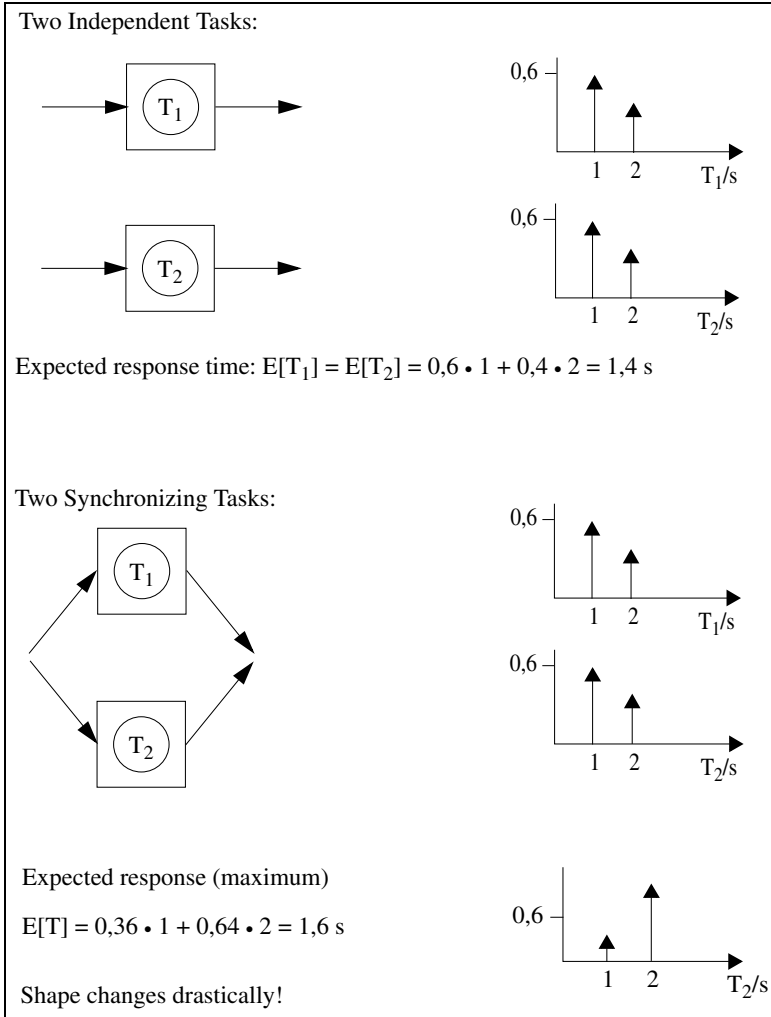 Two Independent Tasks:
T1
0,6
1 2
T1/s
T2
0,6
1 2
T2/s
Expected response time: E[T1] = E[T2] = 0,6 • 1 + 0,4 • 2 = 1,4 s
Two Synchronizing Tasks:
T1
0,6
1 2
T1/s
T2
0,6
1 2
T2/s
Expected response (maximum)
E[T] = 0,36 • 1 + 0,64 • 2 = 1,6 s
0,6
1 2
T2/s
Shape changes drastically!